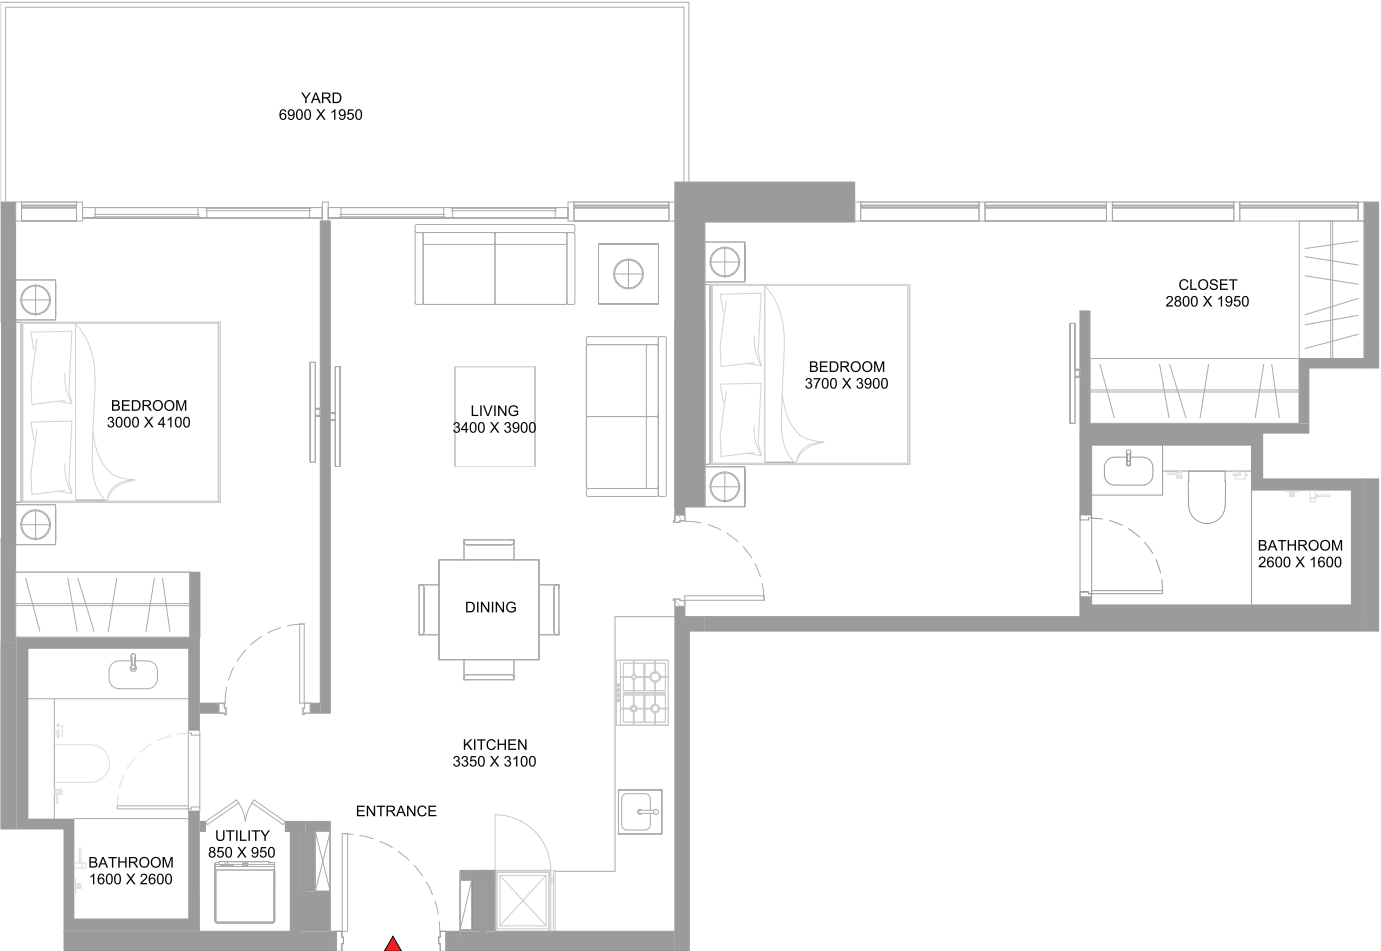 YARD
6900 X 1950
CLOSET
2800 X 1950
BEDROOM
3700 X 3900
BEDROOM
3000 X 4100
LIVING
3400 X 3900
BATHROOM
2600 X 1600
DINING
KITCHEN
3350 X 3100
ENTRANCE
UTILITY
850 X 950
BATHROOM
1600 X 2600